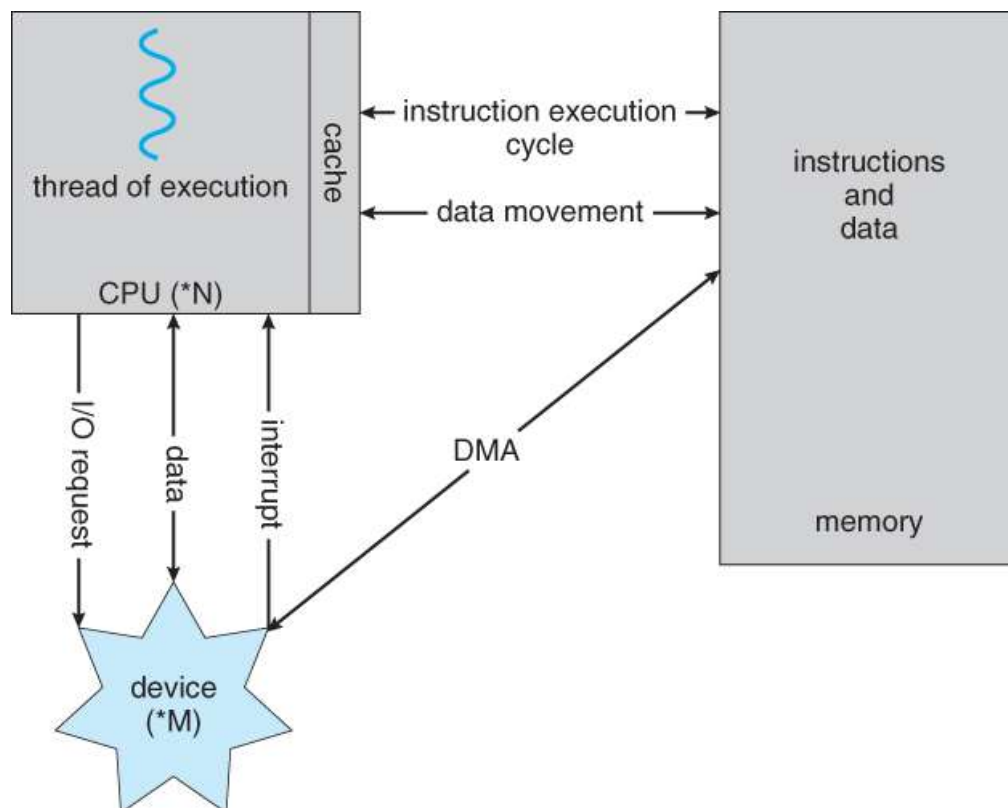 thread of execution
cache
CPU (*N)
instruction execution
cycle
data movement
instructions
and
data
I/O request
data
interrupt
DMA
memory
device
(*M)